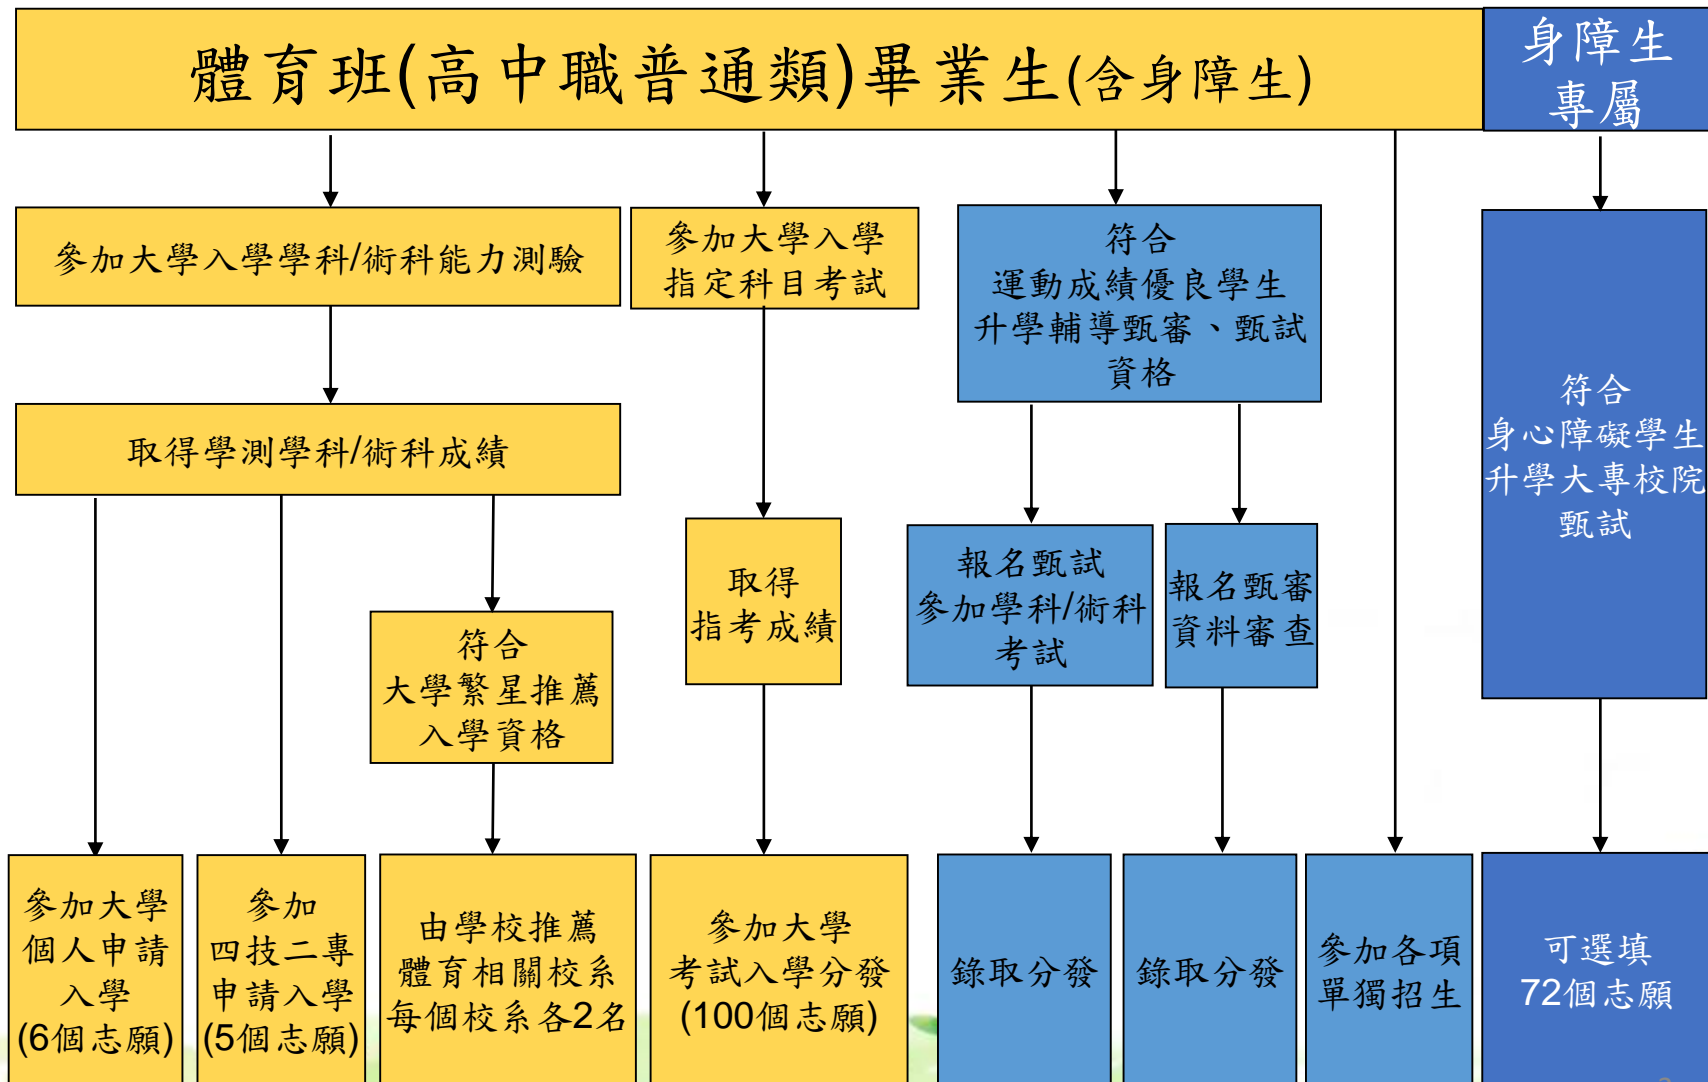 體育班(高中職普通類)畢業生(含身障生)
身障生
專屬
參加大學入學學科/術科能力測驗
參加大學入學
指定科目考試
符合
運動成績優良學生
升學輔導甄審、甄試
資格
符合
身心障礙學生
升學大專校院
甄試
取得學測學科/術科成績
取得
指考成績
報名甄試
參加學科/術科
考試
報名甄審
資料審查
符合
大學繁星推薦
入學資格
參加大學
個人申請
入學
(6個志願)
參加
四技二專
申請入學
(5個志願)
由學校推薦
體育相關校系
每個校系各2名
參加大學
考試入學分發
(100個志願)
錄取分發
錄取分發
參加各項
單獨招生
可選填
72個志願